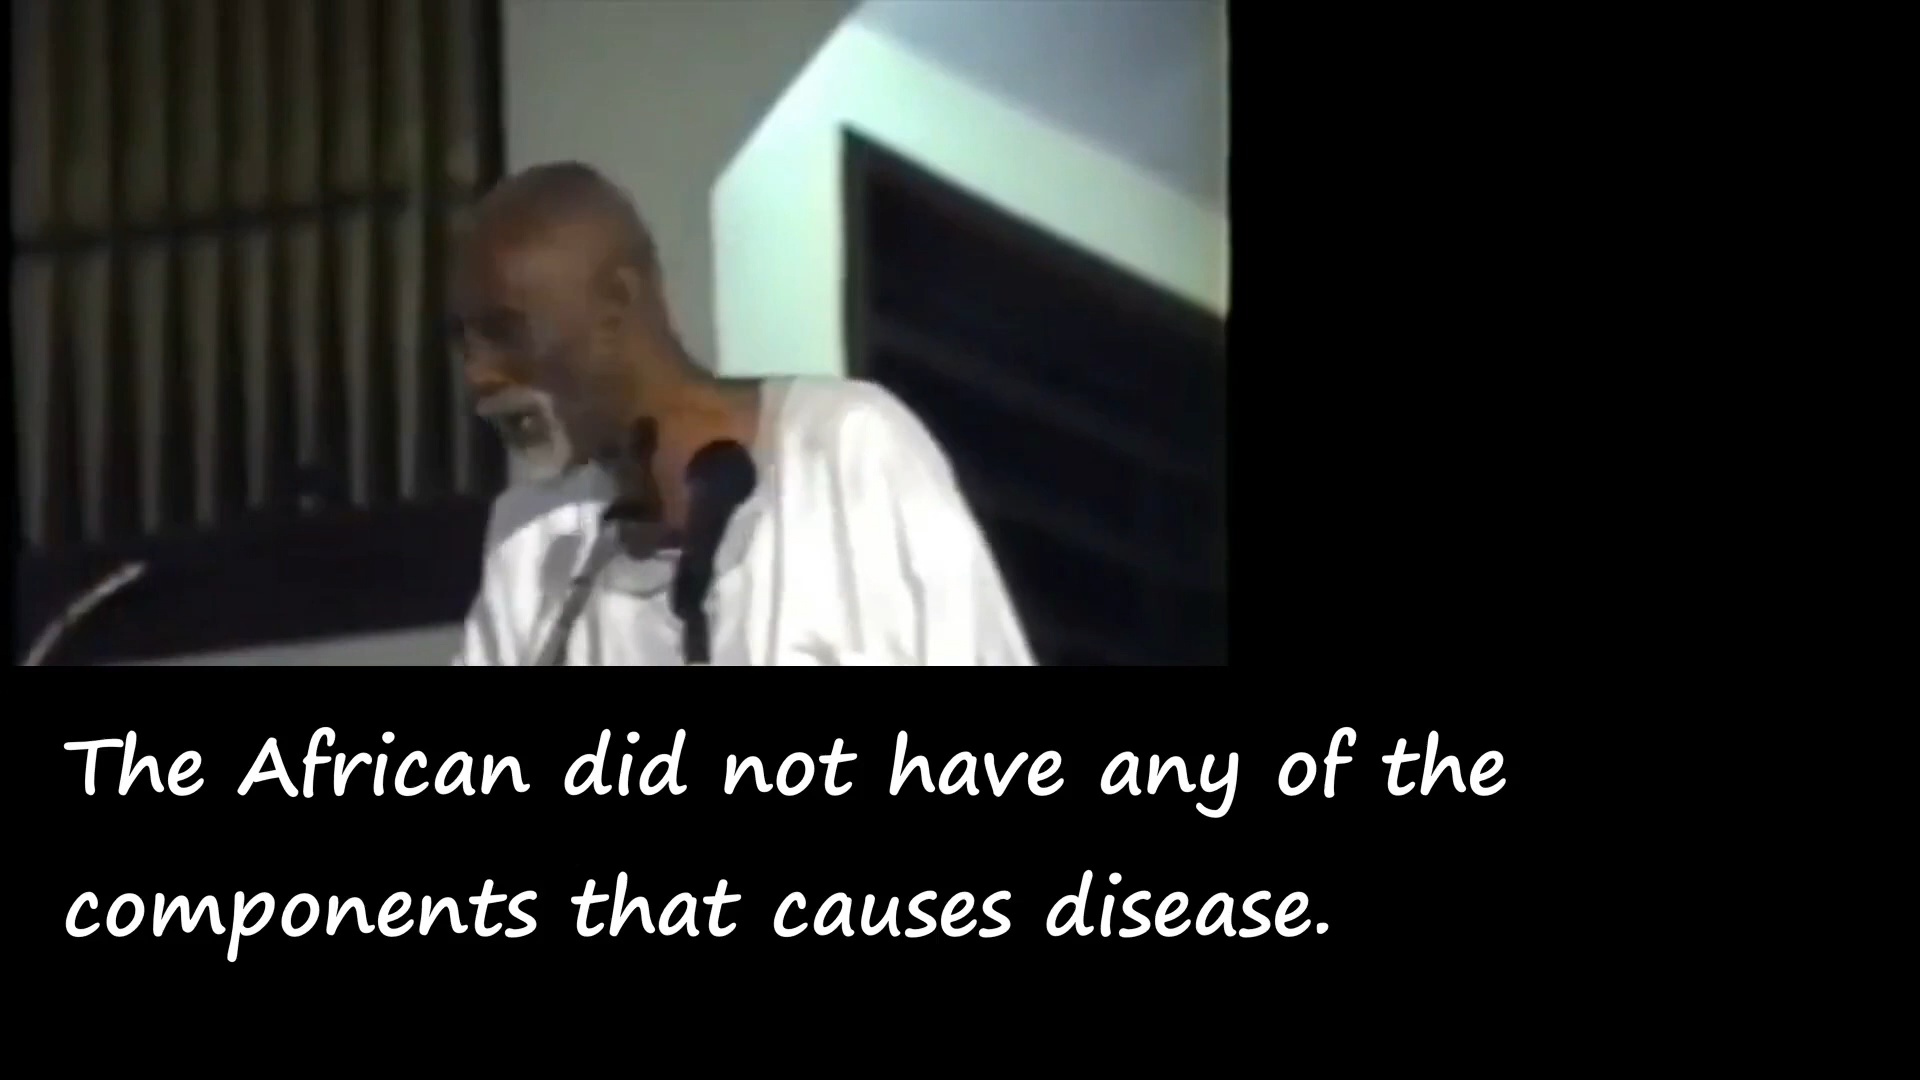 The African did not have any of the
components that causes disease.